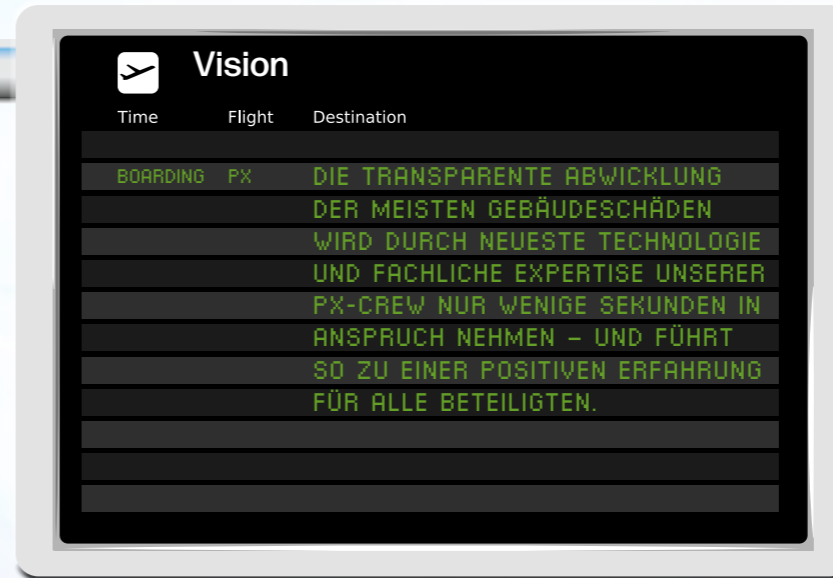 Vision
Time Flight Destination
BOARDING PX DIE TRANSPARENTE ABWICKLUNG
DER MEISTEN GEBÄUDESCHÄDEN
WIRD DURCH NEUESTE TECHNOLOGIE
UND FACHLICHE EXPERTISE UNSERER
PX-CREW NUR WENIGE SEKUNDEN IN
ANSPRUCH NEHMEN – UND FÜHRT
SO ZU EINER POSITIVEN ERFAHRUNG
FÜR ALLE BETEILIGTEN.